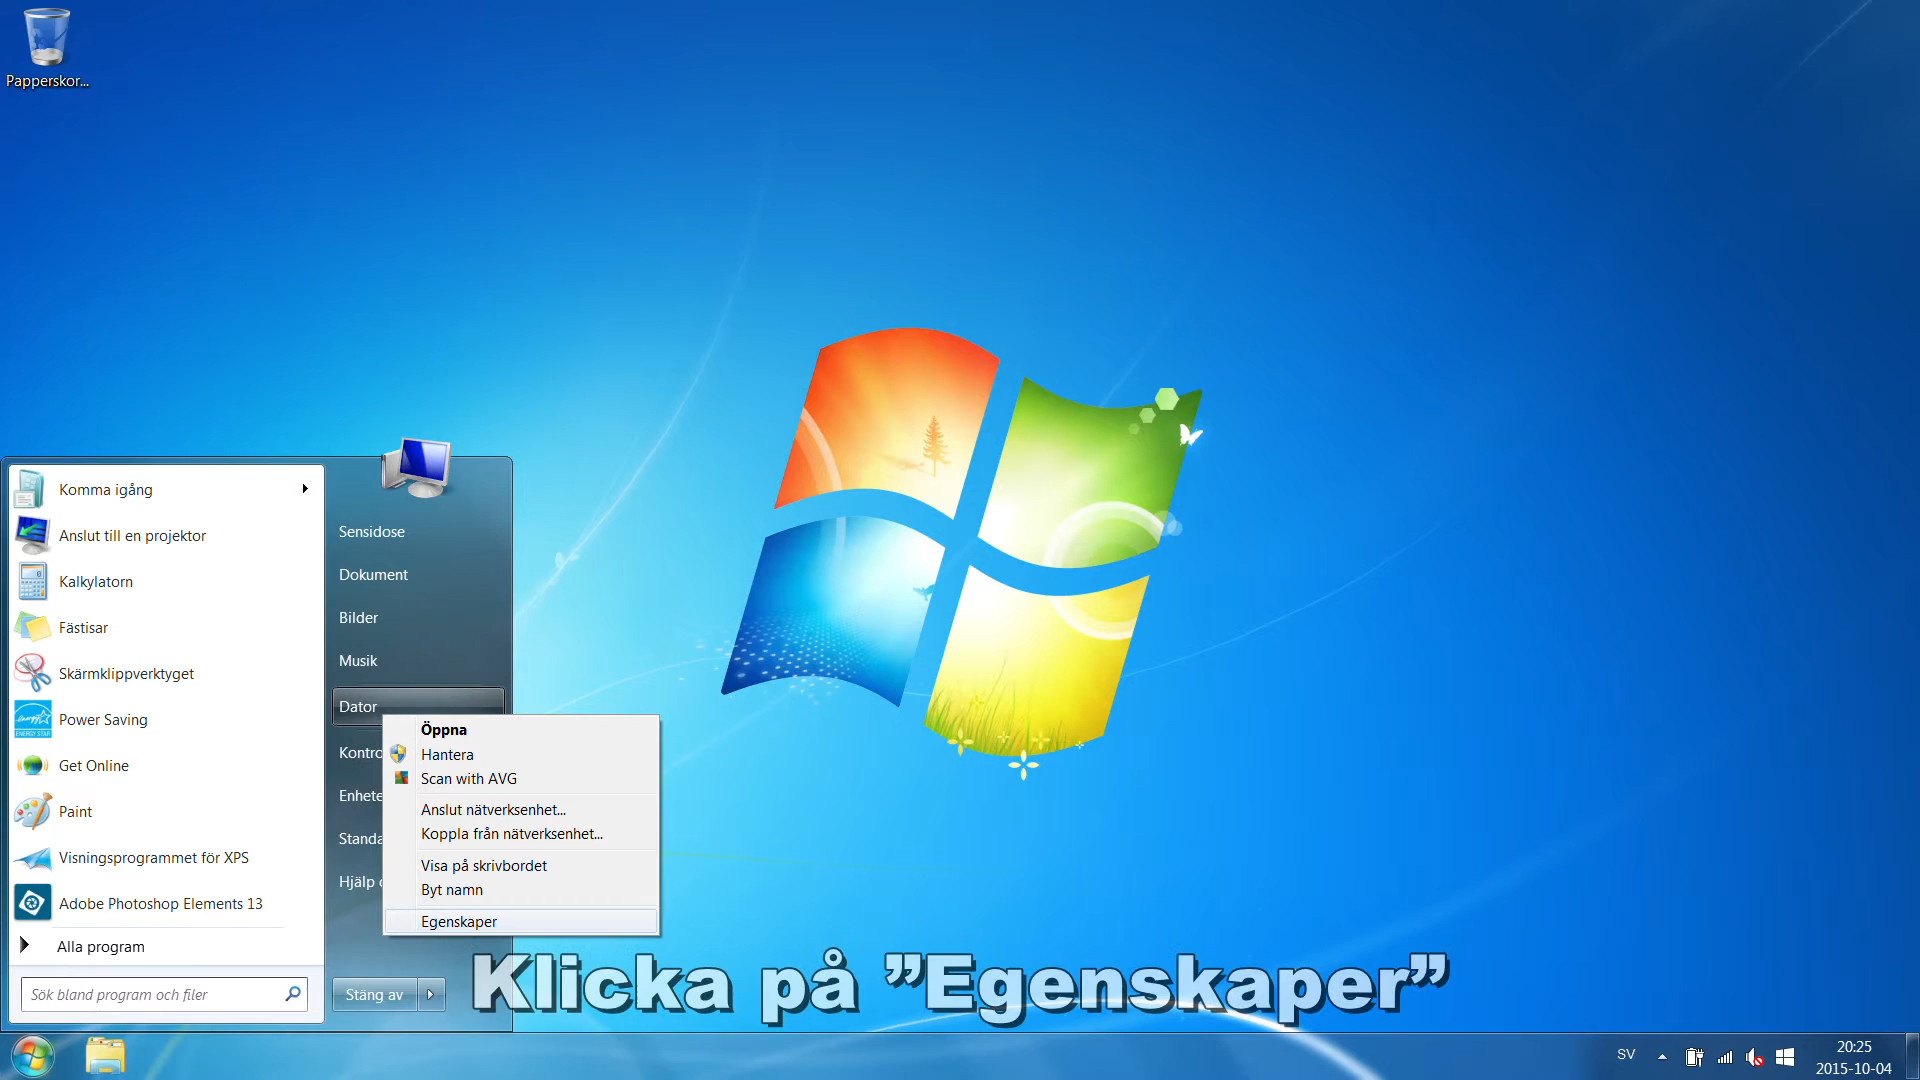 Papperskor...
Komma igång
Anslut till en projektor
Kalkylatorn
Fästisar
Skärmklippverktyget
Power Saving
Get Online
Paint
Visningsprogrammet för XPS
Adobe Photoshop Elements 13
Alla program
Sök bland program och filer
Sensidose
Dokument
Bilder
Musik
Dator
Kontro
Enhete
Standa
Hjälp o
Stäng av
Öppna
Hantera
Scan with AVG
Anslut nätverksenhet...
Koppla från nätverksenhet...
Visa på skrivbordet
Byt namn
Egenskaper
Klicka på ”Egenskaper”
SV
20:25
2015-10-04